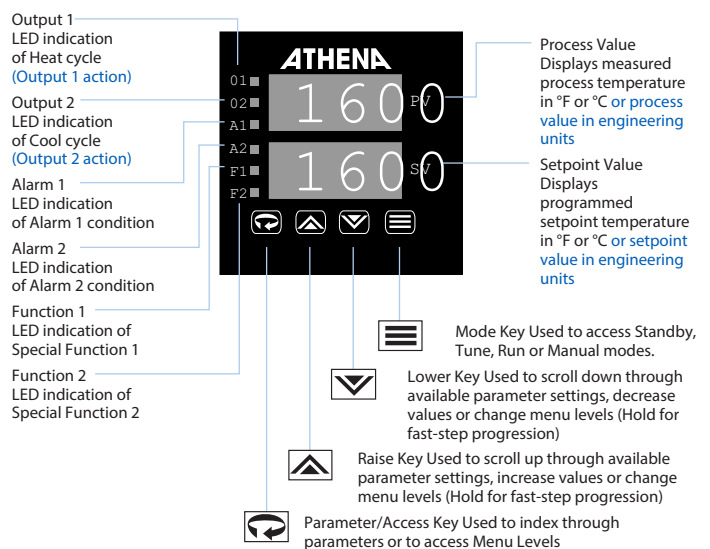 Output 1
LED indication
of Heat cycle
(Output 1 action)
Output 2
LED indication
of Cool cycle
(Output 2 action)
Alarm 1
LED indication
of Alarm 1 condition
Alarm 2
LED indication
of Alarm 2 condition
Function 1
LED indication of
Special Function 1
Function 2
LED indication of
Special Function 2
ATHENA
01
02
A1
A2
F1
F2
1600 PV
1600 SV
Process Value
Displays measured
process temperature
in °F or °C or process
value in engineering
units
Setpoint Value
Displays
programmed
setpoint temperature
in °F or °C or setpoint
value in engineering
units
Mode Key Used to access Standby,
Tune, Run or Manual modes.
Lower Key Used to scroll down through
available parameter settings, decrease
values or change menu levels (Hold for
fast-step progression)
Raise Key Used to scroll up through available
parameter settings, increase values or change
menu levels (Hold for fast-step progression)
Parameter/Access Key Used to index through
parameters or to access Menu Levels